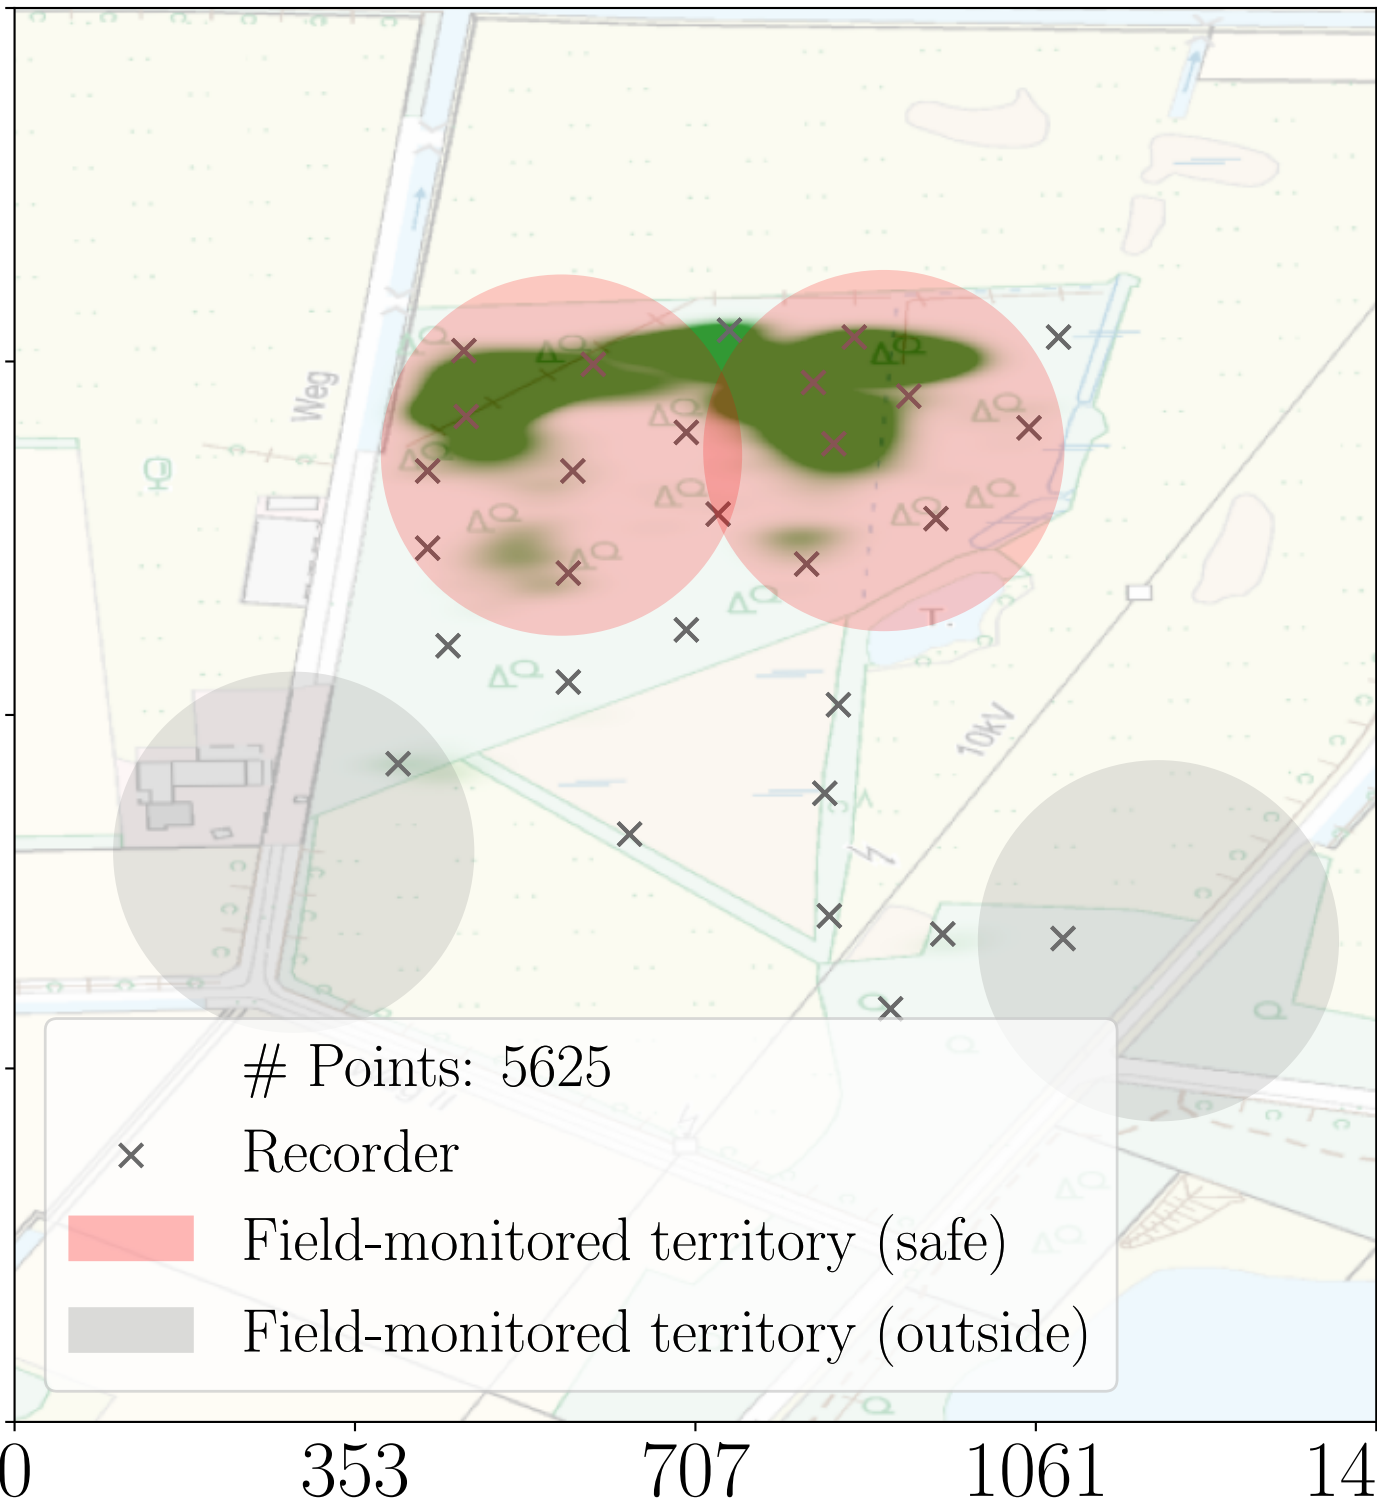 Weg
T.
10kV
# Points: 5625
Recorder
Field-monitored territory (safe)
Field-monitored territory (outside)
0 353 707 1061 14